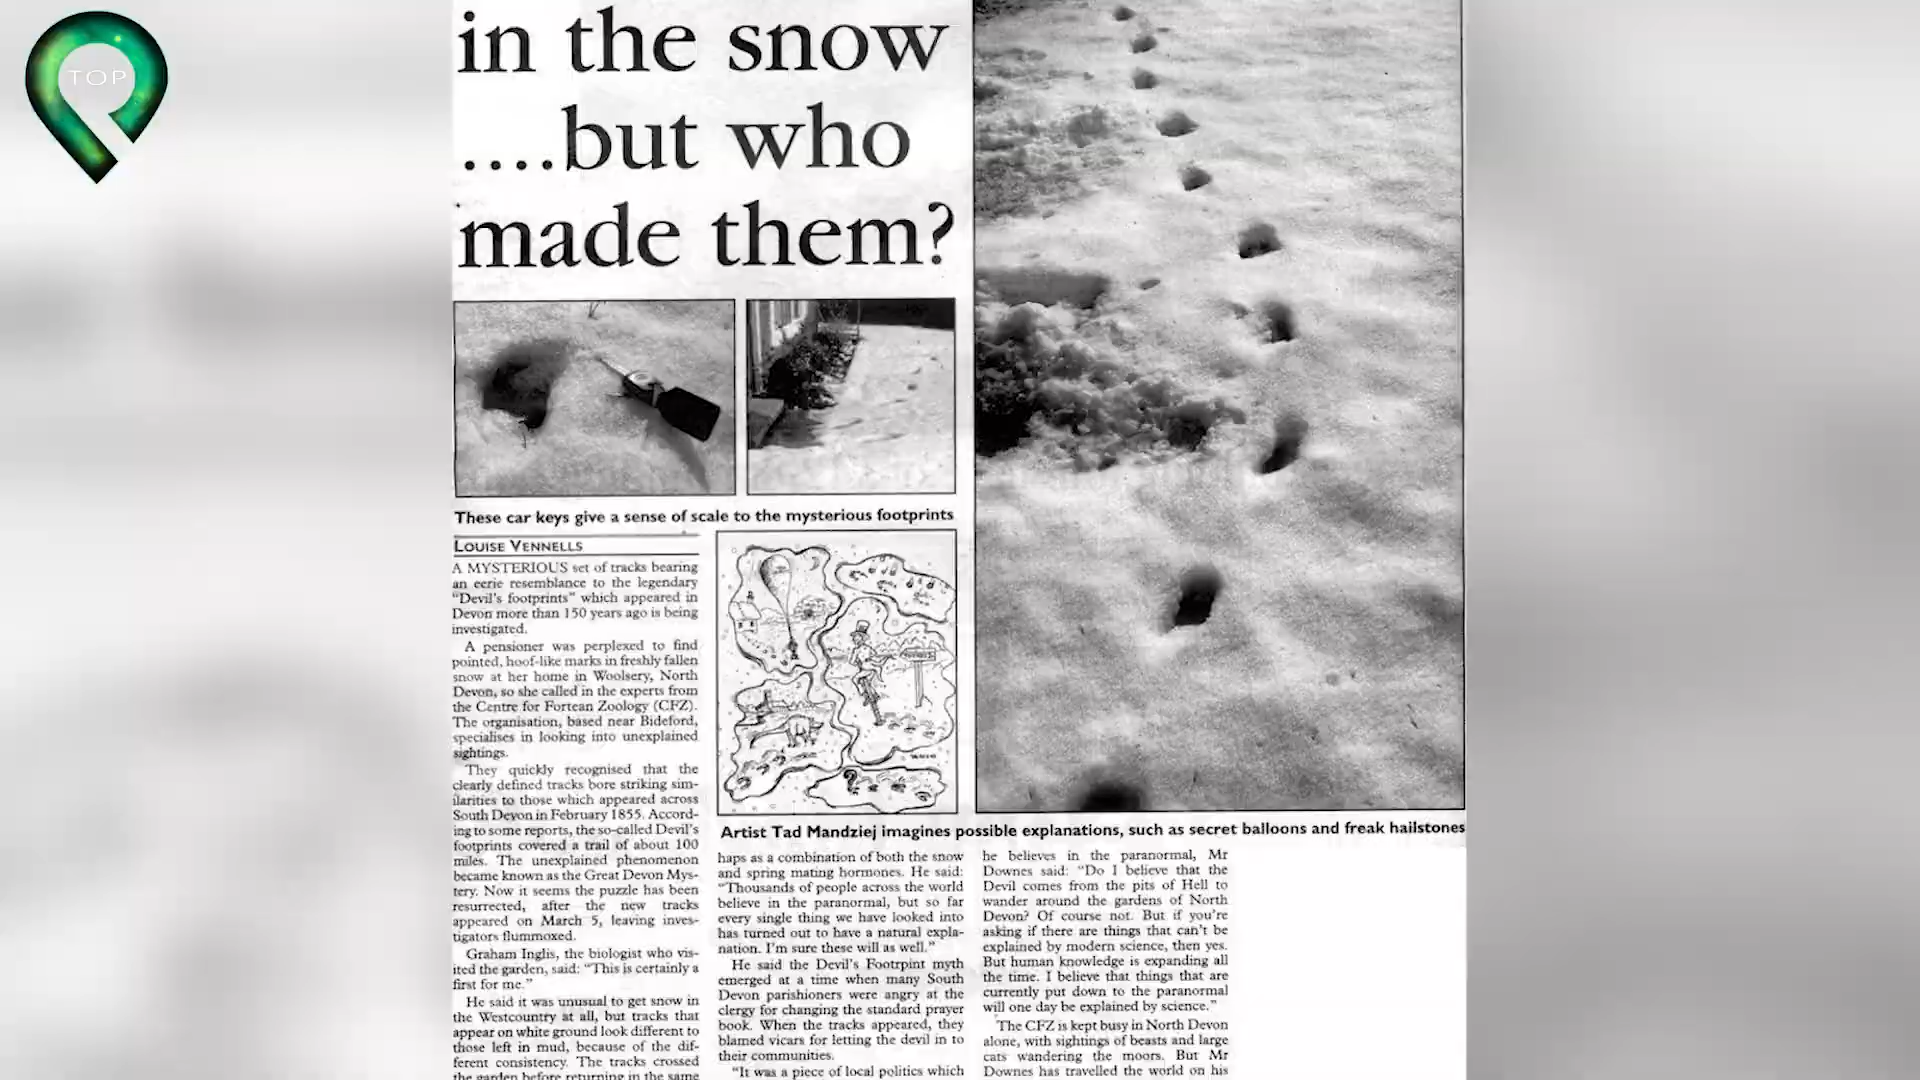 TOP
in the snow
....but who
made them?
These car keys give a sense of scale to the mysterious footprints
LOUISE VENNELLS
A MYSTERIOUS set of tracks bearing
an eerie resemblance to the legendary
"Devil's footprints" which appeared in
Devon more than 150 years ago is being
investigated.
A pensioner was perplexed to find
pointed, hoof-like marks in freshly fallen
snow at her home in Woolsery, North
Devon, so she called in the experts from
the Centre for Fortean Zoology (CFZ).
The organisation, based near Bideford,
specialises in looking into unexplained
sightings.
They quickly recognised that the
clearly defined tracks bore striking sim-
ilarities to those which appeared across
South Devon in February 1855. Accord-
ing to some reports, the so-called Devil's
footprints covered a trail of about 100
miles. The unexplained phenomenon
became known as the Great Devon Mys-
tery. Now it seems the puzzle has been
resurrected, after the new tracks
appeared on March 5, leaving inves-
tigators flummoxed.
Graham Inglis, the biologist who vis-
ited the garden, said: "This is certainly a
first for me."
He said it was unusual to get snow in
the Westcountry at all, but tracks that
appear on white ground look different to
those left in mud, because of the dif-
ferent consistency. The tracks crossed
the garden before returning in the same
Artist Tad Mandziej imagines possible explanations, such as secret balloons and freak hailstones
haps as a combination of both the snow
and spring mating hormones. He said:
"Thousands of people across the world
believe in the paranormal, but so far
every single thing we have looked into
has turned out to have a natural expla-
nation. I'm sure these will as well."
He said the Devil's Footrpint myth
emerged at a time when many South
Devon parishioners were angry at the
clergy for changing the standard prayer
book. When the tracks appeared, they
blamed vicars for letting the devil in to
their communities.
"It was a piece of local politics which
he believes in the paranormal, Mr
Downes said: "Do I believe that the
Devil comes from the pits of Hell to
wander around the gardens of North
Devon? Of course not. But if you're
asking if there are things that can't be
explained by modern science, then yes.
But human knowledge is expanding all
the time. I believe that things that are
currently put down to the paranormal
will one day be explained by science."
The CFZ is kept busy in North Devon
alone, with sightings of beasts and large
cats wandering the moors. But Mr
Downes has travelled the world on his